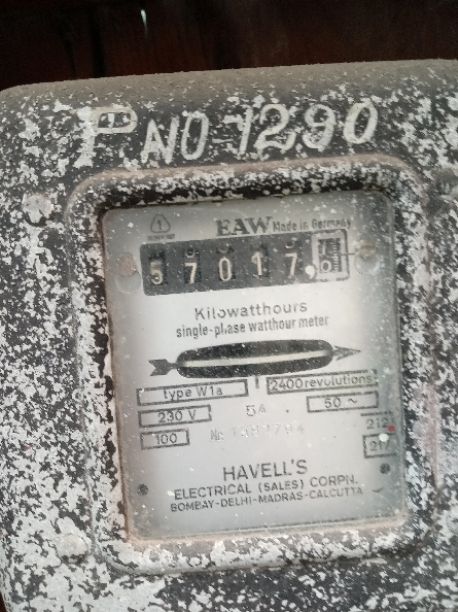 P NO-1290
EAW Made in Germany
57017,6
Kilowatthours
single-phase watthour meter
type W1a 2400 revolutions
230 V 5A 50 ~
100 No
HAVELL'S
ELECTRICAL (SALES) CORPN.
BOMBAY-DELHI-MADRAS-CALCUTTA